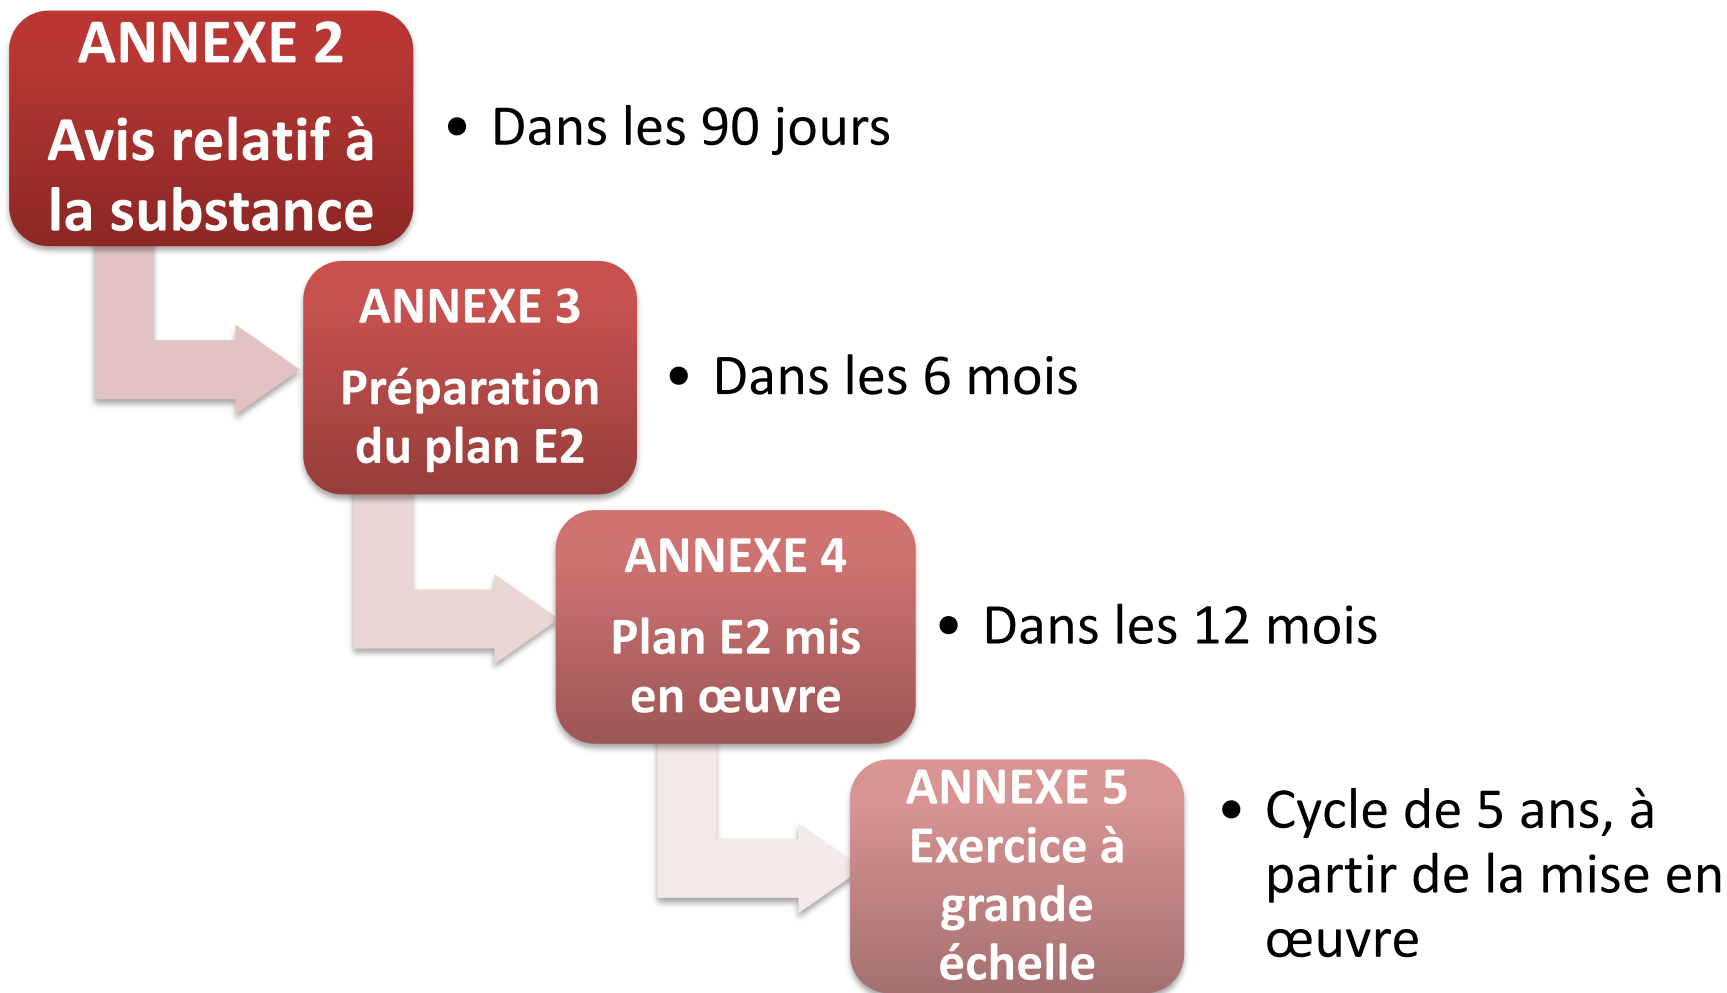 ANNEXE 2
Avis relatif à
la substance
• Dans les 90 jours
ANNEXE 3
Préparation
du plan E2
• Dans les 6 mois
ANNEXE 4
Plan E2 mis
en œuvre
• Dans les 12 mois
ANNEXE 5
Exercice à
grande
échelle
• Cycle de 5 ans, à
partir de la mise en
œuvre